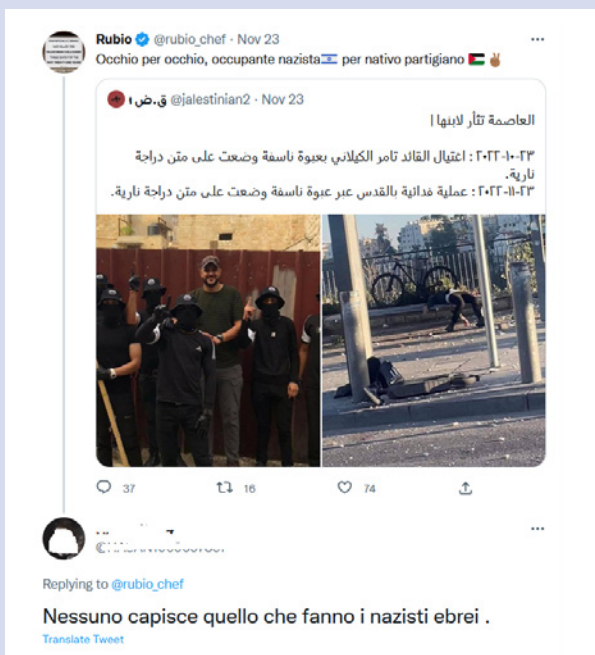 Rubio @rubio_chef · Nov 23
Occhio per occhio, occupante nazista🇮🇱 per nativo partigiano 🇵🇸 ✌🏾
ق.ض ١ @jalestinian2 · Nov 23
العاصمة تثأر لابنها |
٢٣-١٠-٢٠٢٢ : اغتيال القائد تامر الكيلاني بعبوة ناسفة وضعت على متن دراجة
نارية.
٢٣-١١-٢٠٢٢ : عملية فدائية بالقدس عبر عبوة ناسفة وضعت على متن دراجة نارية.
37 16 74
Replying to @rubio_chef
Nessuno capisce quello che fanno i nazisti ebrei .
Translate Tweet